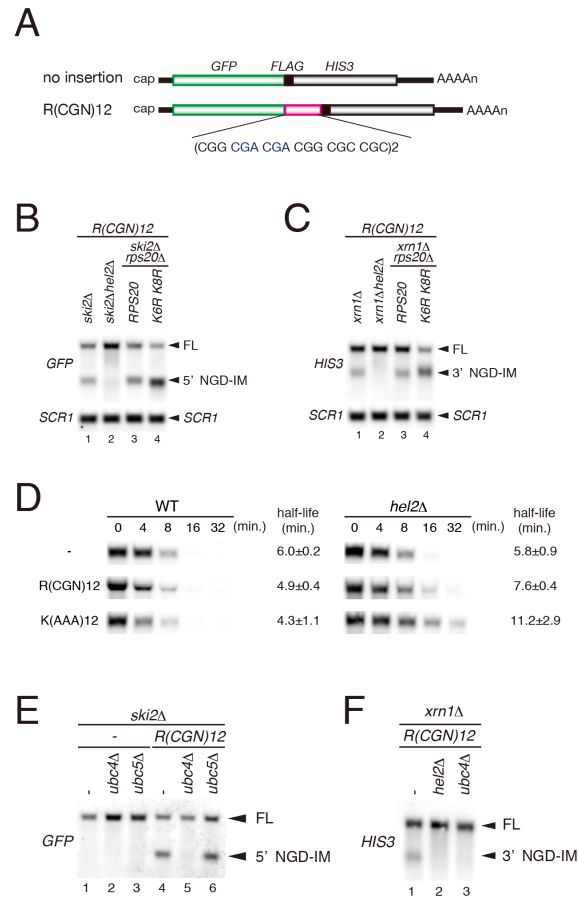 A
GFP FLAG HIS3
no insertion cap AAAAn
R(CGN)12 cap AAAAn
(CGG CGA CGA CGG CGC CGC)2
B
R(CGN)12
ski2Δ
rps20Δ
ski2Δ ski2Δhel2Δ RPS20 K6R K8R
GFP
FL
5' NGD-IM
SCR1 SCR1
1 2 3 4
C
R(CGN)12
xrn1Δ
rps20Δ
xrn1Δ xrn1Δhel2Δ RPS20 K6R K8R
HIS3
FL
3' NGD-IM
SCR1 SCR1
1 2 3 4
D
WT hel2Δ
0 4 8 16 32 (min.) half-life (min.) 0 4 8 16 32 (min.) half-life (min.)
- 6.0±0.2 5.8±0.9
R(CGN)12 4.9±0.4 7.6±0.4
K(AAA)12 4.3±1.1 11.2±2.9
E
ski2Δ
- R(CGN)12
- ubc4Δ ubc5Δ - ubc4Δ ubc5Δ
GFP
FL
5' NGD-IM
1 2 3 4 5 6
F
xrn1Δ
R(CGN)12
- hel2Δ ubc4Δ
HIS3
FL
3' NGD-IM
1 2 3